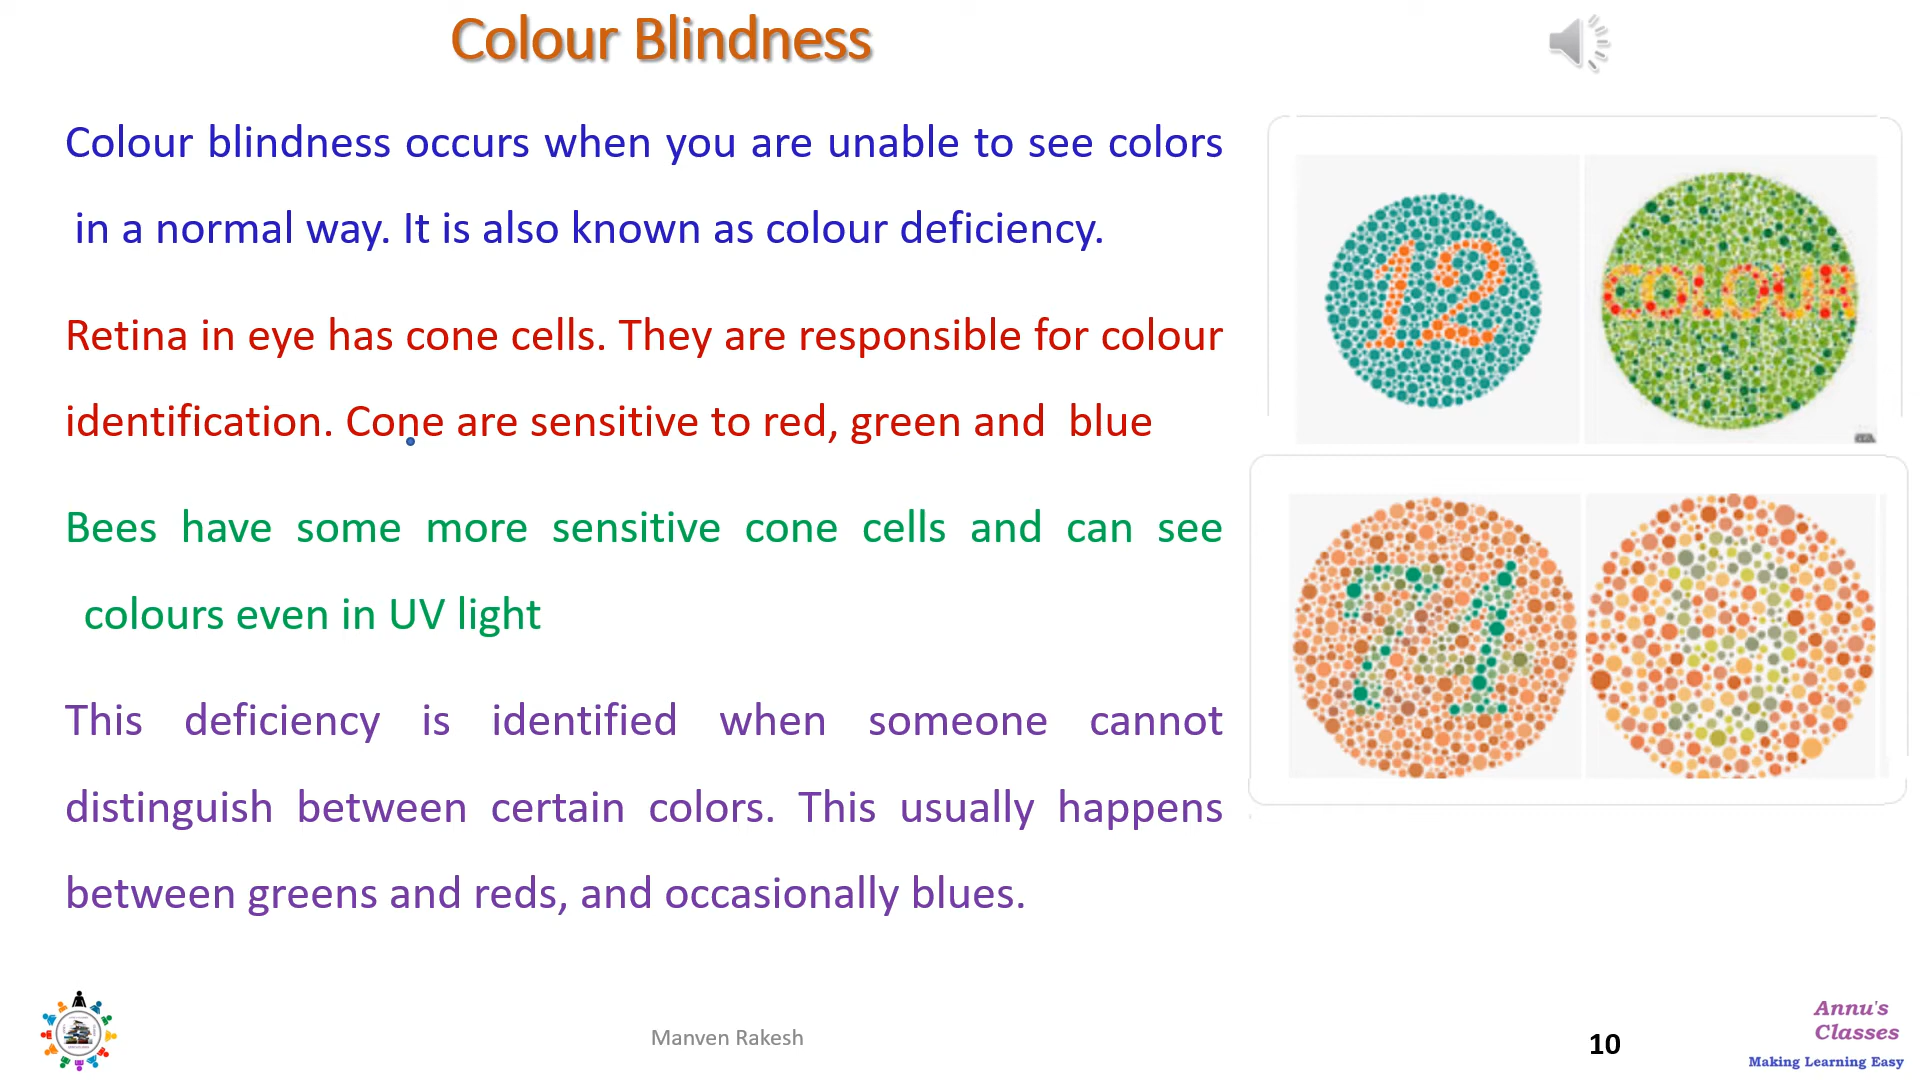 Colour Blindness
Colour blindness occurs when you are unable to see colors
in a normal way. It is also known as colour deficiency.
Retina in eye has cone cells. They are responsible for colour
identification. Cone are sensitive to red, green and blue
Bees have some more sensitive cone cells and can see
colours even in UV light
This deficiency is identified when someone cannot
distinguish between certain colors. This usually happens
between greens and reds, and occasionally blues.
12
COLOUR
74
Manven Rakesh
10
Annu's
Classes
Making Learning Easy